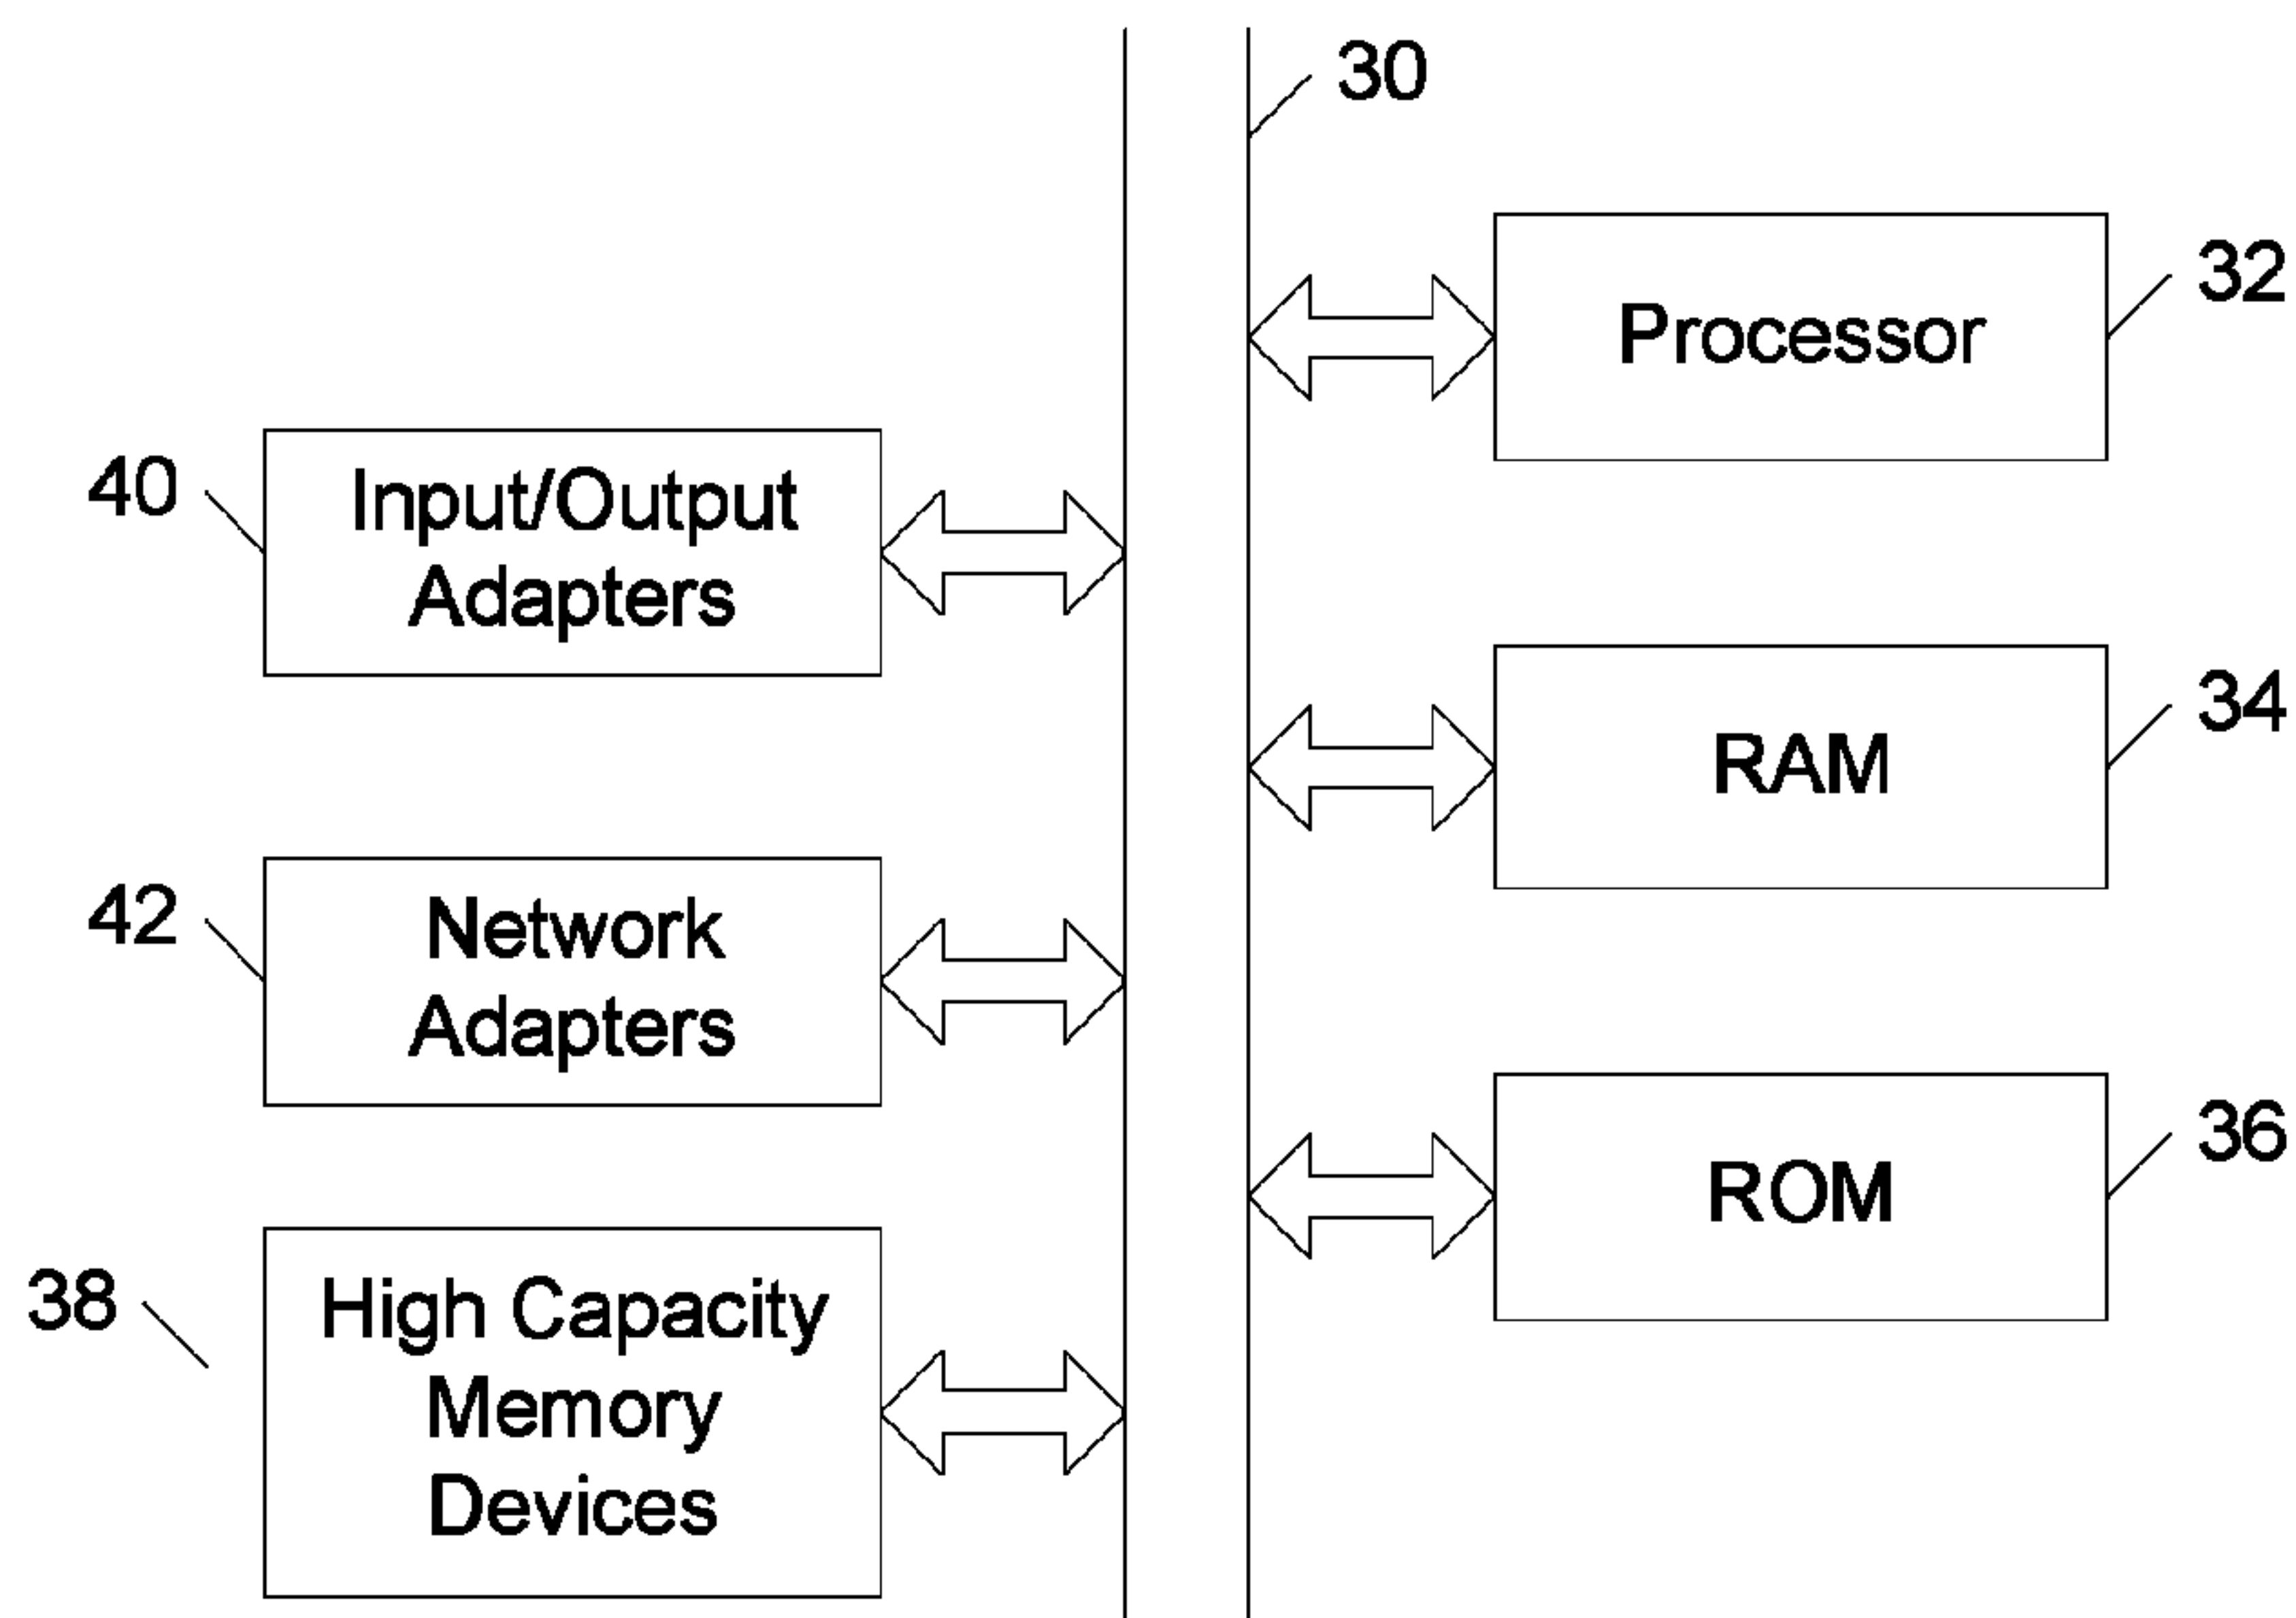 30
Processor
32
40
Input/Output
Adapters
RAM
34
42
Network
Adapters
ROM
36
38
High Capacity
Memory
Devices